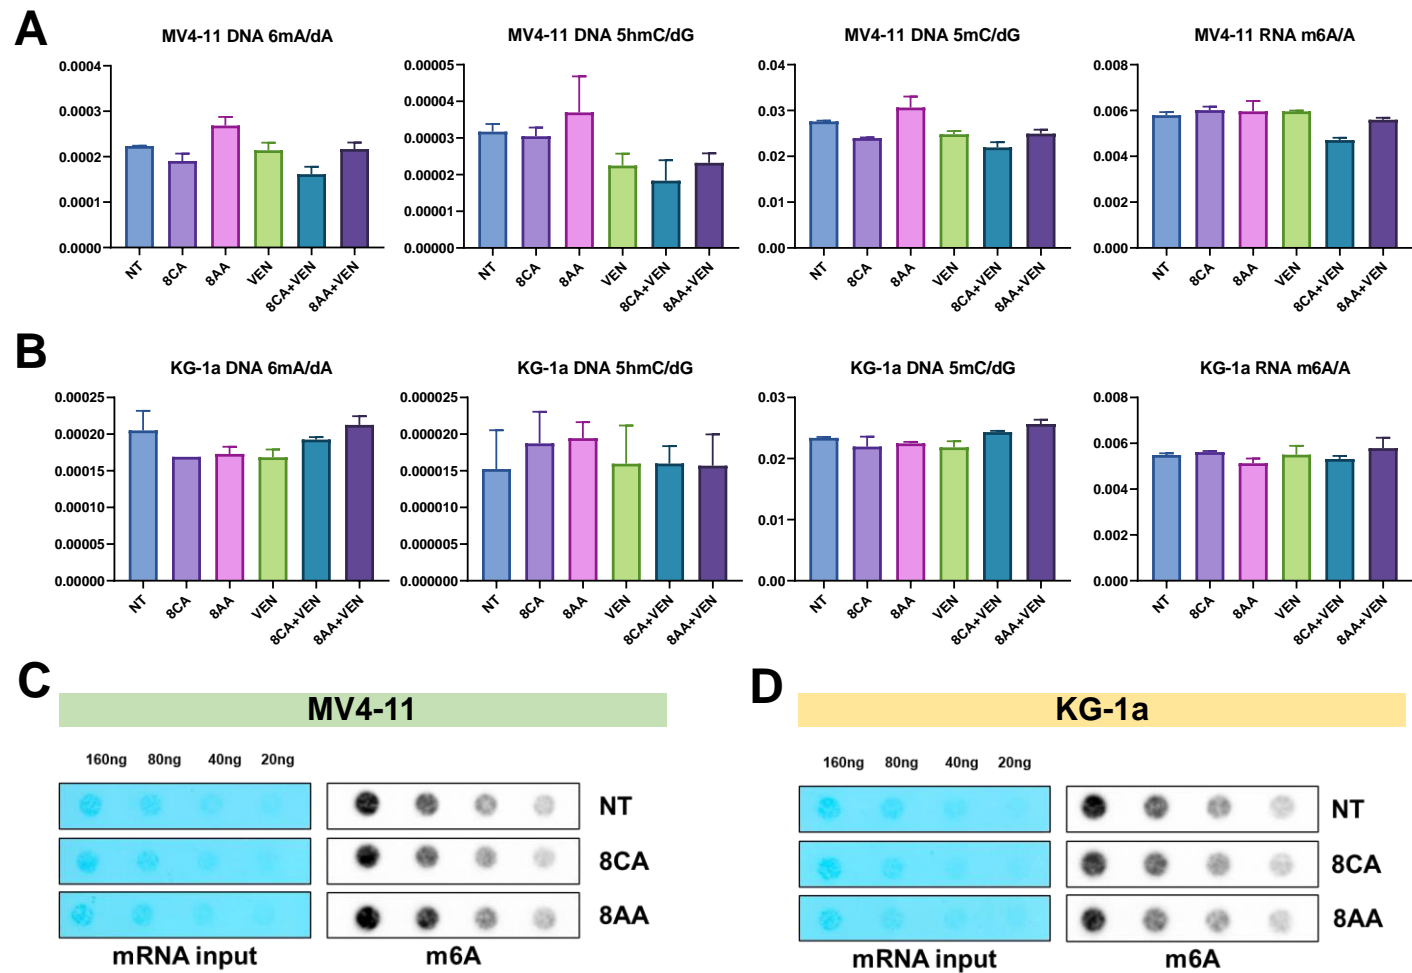 A
MV4-11 DNA 6mA/dA
MV4-11 DNA 5hmC/dG
MV4-11 DNA 5mC/dG
MV4-11 RNA m6A/A
0.0004
0.0003
0.0002
0.0001
0.0000
NT
8CA
8AA
VEN
8CA+VEN
8AA+VEN
0.00005
0.00004
0.00003
0.00002
0.00001
0.00000
NT
8CA
8AA
VEN
8CA+VEN
8AA+VEN
0.04
0.03
0.02
0.01
0.00
NT
8CA
8AA
VEN
8CA+VEN
8AA+VEN
0.008
0.006
0.004
0.002
0.000
NT
8CA
8AA
VEN
8CA+VEN
8AA+VEN
B
KG-1a DNA 6mA/dA
KG-1a DNA 5hmC/dG
KG-1a DNA 5mC/dG
KG-1a RNA m6A/A
0.00025
0.00020
0.00015
0.00010
0.00005
0.00000
NT
8CA
8AA
VEN
8CA+VEN
8AA+VEN
0.000025
0.000020
0.000015
0.000010
0.000005
0.000000
NT
8CA
8AA
VEN
8CA+VEN
8AA+VEN
0.03
0.02
0.01
0.00
NT
8CA
8AA
VEN
8CA+VEN
8AA+VEN
0.008
0.006
0.004
0.002
0.000
NT
8CA
8AA
VEN
8CA+VEN
8AA+VEN
C
MV4-11
160ng 80ng 40ng 20ng
NT
8CA
8AA
mRNA input
m6A
D
KG-1a
160ng 80ng 40ng 20ng
NT
8CA
8AA
mRNA input
m6A